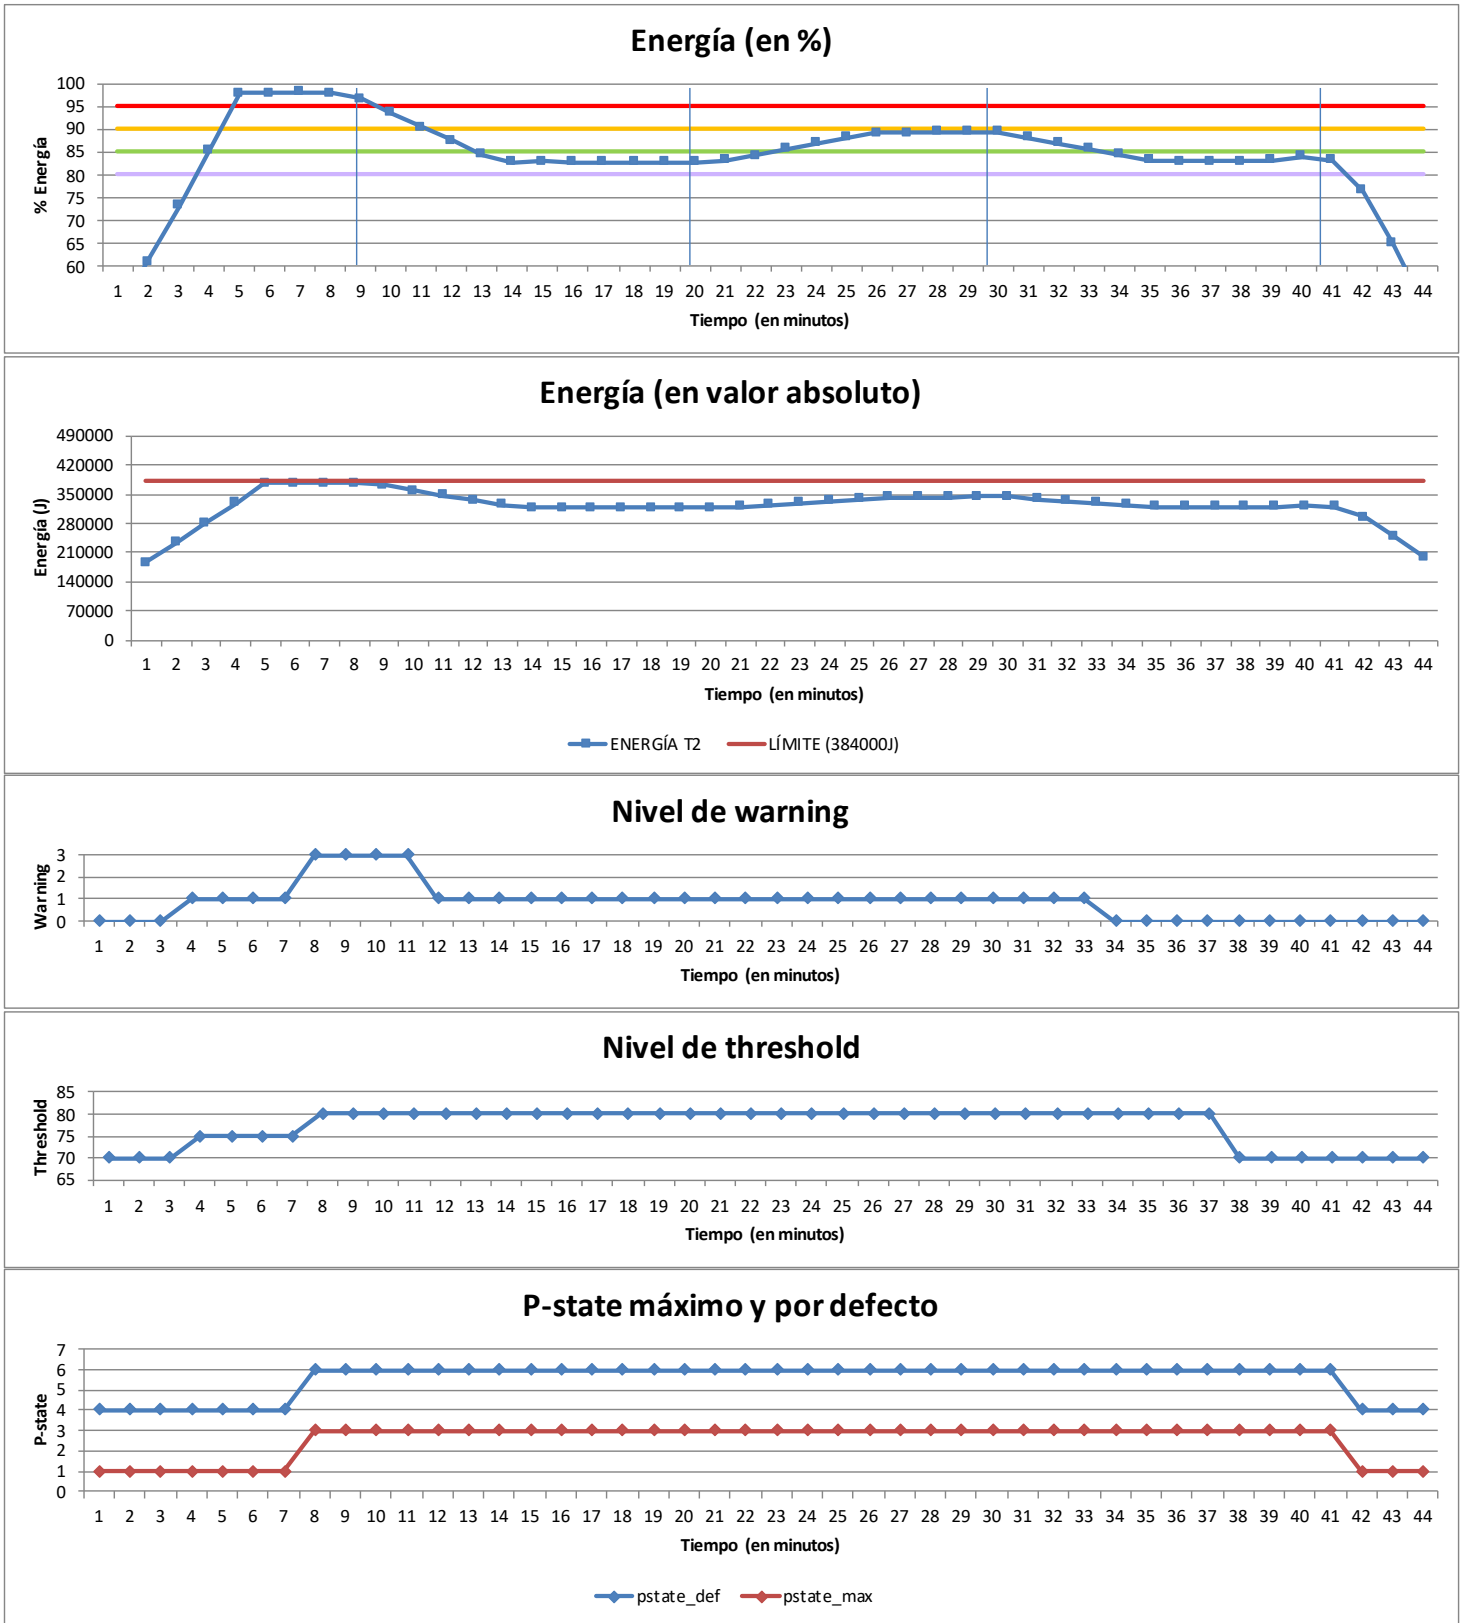 Energía (en %)
100
95
90
85
80
75
70
65
60
% Energía
1 2 3 4 5 6 7 8 9 10 11 12 13 14 15 16 17 18 19 20 21 22 23 24 25 26 27 28 29 30 31 32 33 34 35 36 37 38 39 40 41 42 43 44
Tiempo (en minutos)
Energía (en valor absoluto)
490000
420000
350000
280000
210000
140000
70000
0
Energía (J)
1 2 3 4 5 6 7 8 9 10 11 12 13 14 15 16 17 18 19 20 21 22 23 24 25 26 27 28 29 30 31 32 33 34 35 36 37 38 39 40 41 42 43 44
Tiempo (en minutos)
ENERGÍA T2 LÍMITE (384000J)
Nivel de warning
3
2
1
0
Warning
1 2 3 4 5 6 7 8 9 10 11 12 13 14 15 16 17 18 19 20 21 22 23 24 25 26 27 28 29 30 31 32 33 34 35 36 37 38 39 40 41 42 43 44
Tiempo (en minutos)
Nivel de threshold
85
80
75
70
65
Threshold
1 2 3 4 5 6 7 8 9 10 11 12 13 14 15 16 17 18 19 20 21 22 23 24 25 26 27 28 29 30 31 32 33 34 35 36 37 38 39 40 41 42 43 44
Tiempo (en minutos)
P-state máximo y por defecto
7
6
5
4
3
2
1
0
P-state
1 2 3 4 5 6 7 8 9 10 11 12 13 14 15 16 17 18 19 20 21 22 23 24 25 26 27 28 29 30 31 32 33 34 35 36 37 38 39 40 41 42 43 44
Tiempo (en minutos)
pstate_def pstate_max